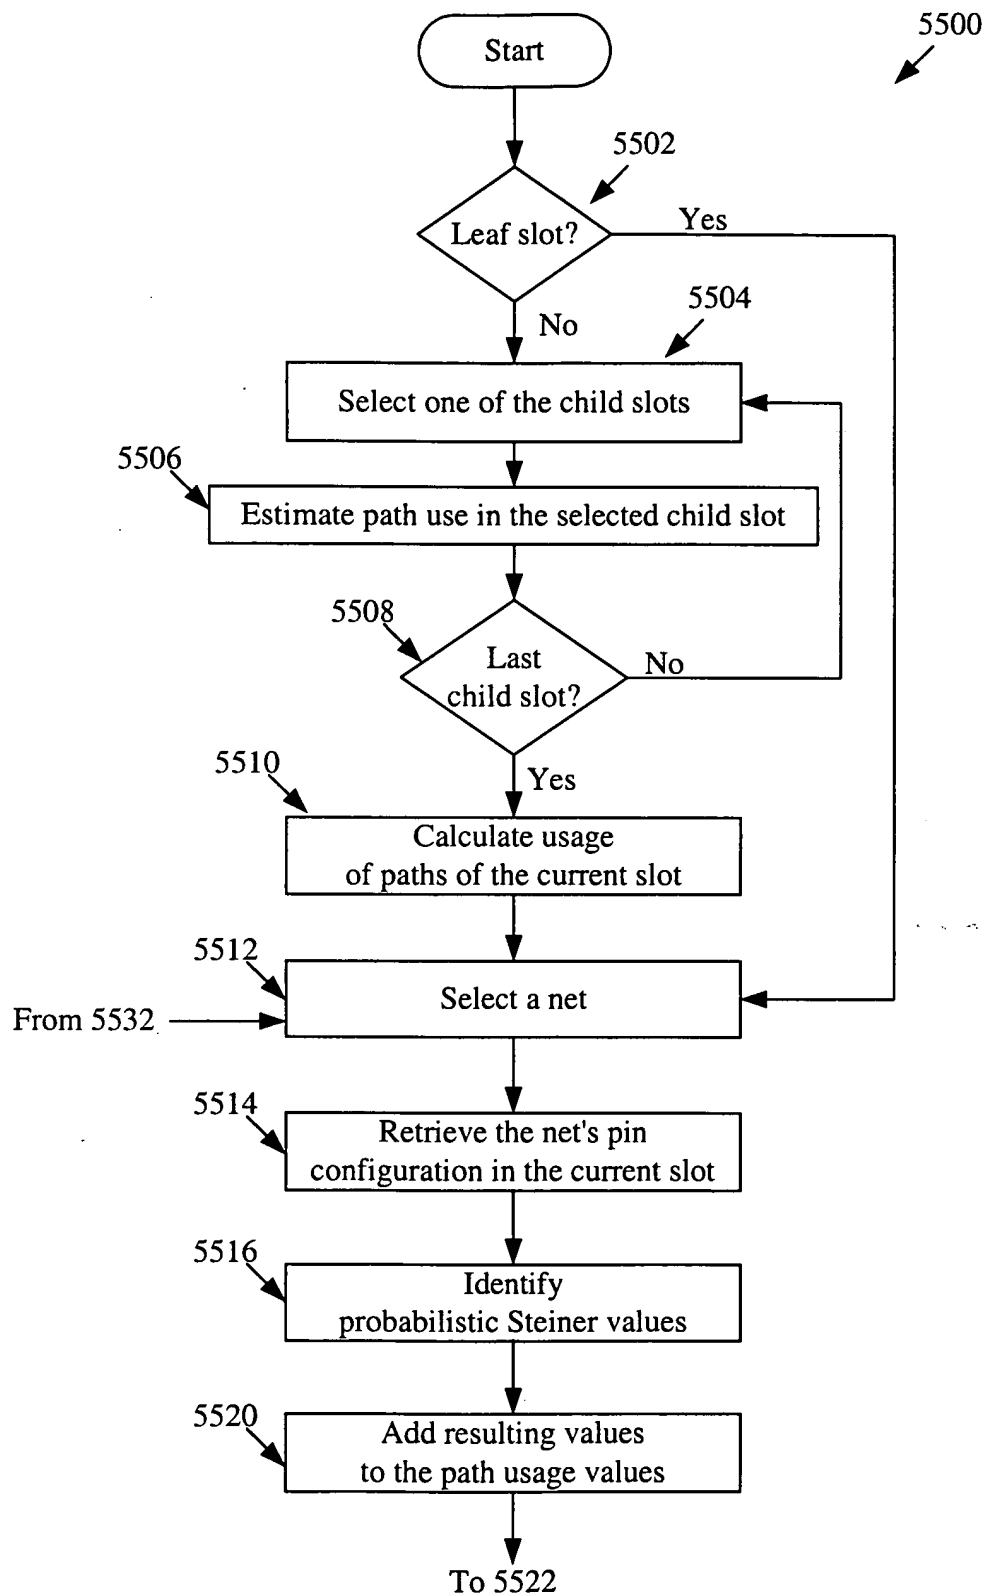 5500
Start
5502
Leaf slot?
Yes
No
5504
Select one of the child slots
5506
Estimate path use in the selected child slot
5508
Last
child slot?
No
Yes
5510
Calculate usage
of paths of the current slot
5512
Select a net
From 5532
5514
Retrieve the net's pin
configuration in the current slot
5516
Identify
probabilistic Steiner values
5520
Add resulting values
to the path usage values
To 5522